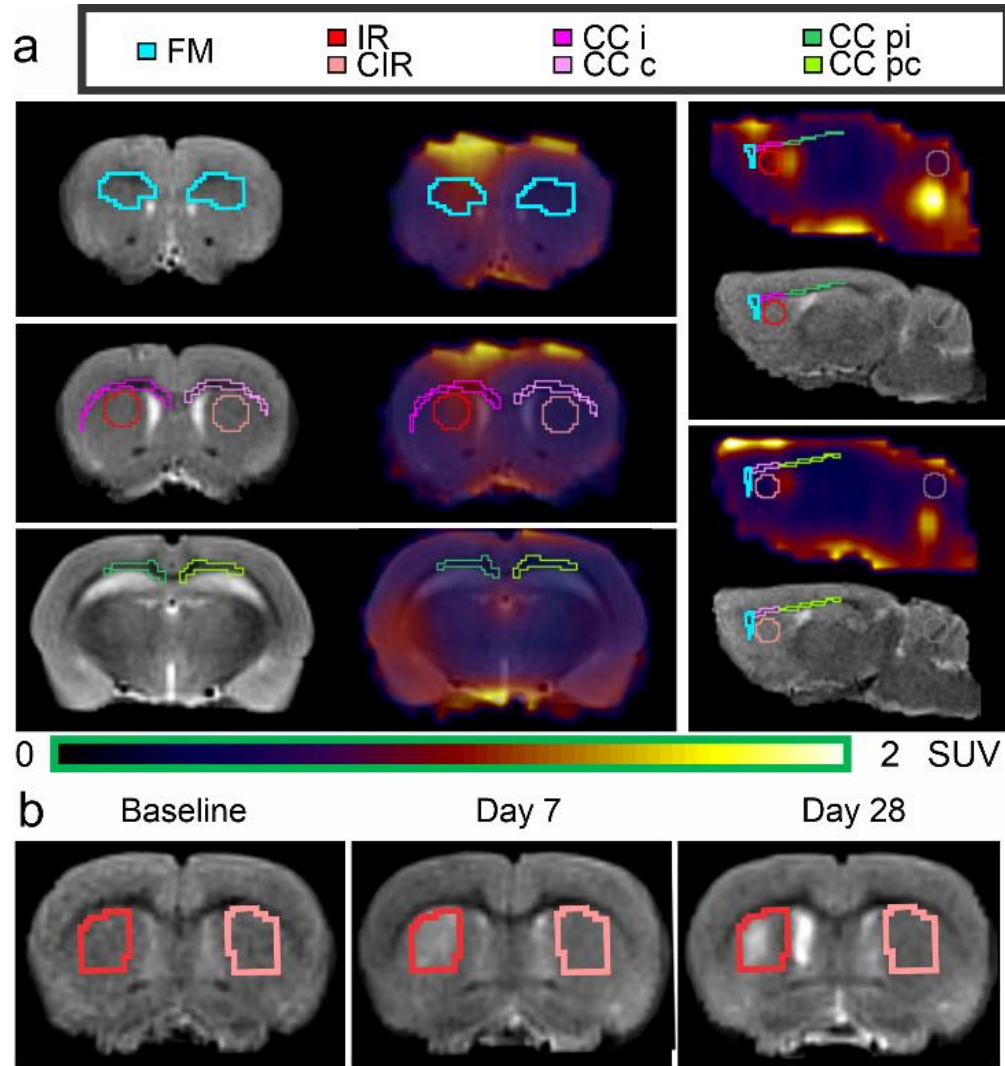 a
FM IR CC i CC pi
CIR CC c CC pc
0 2 SUV
b Baseline Day 7 Day 28